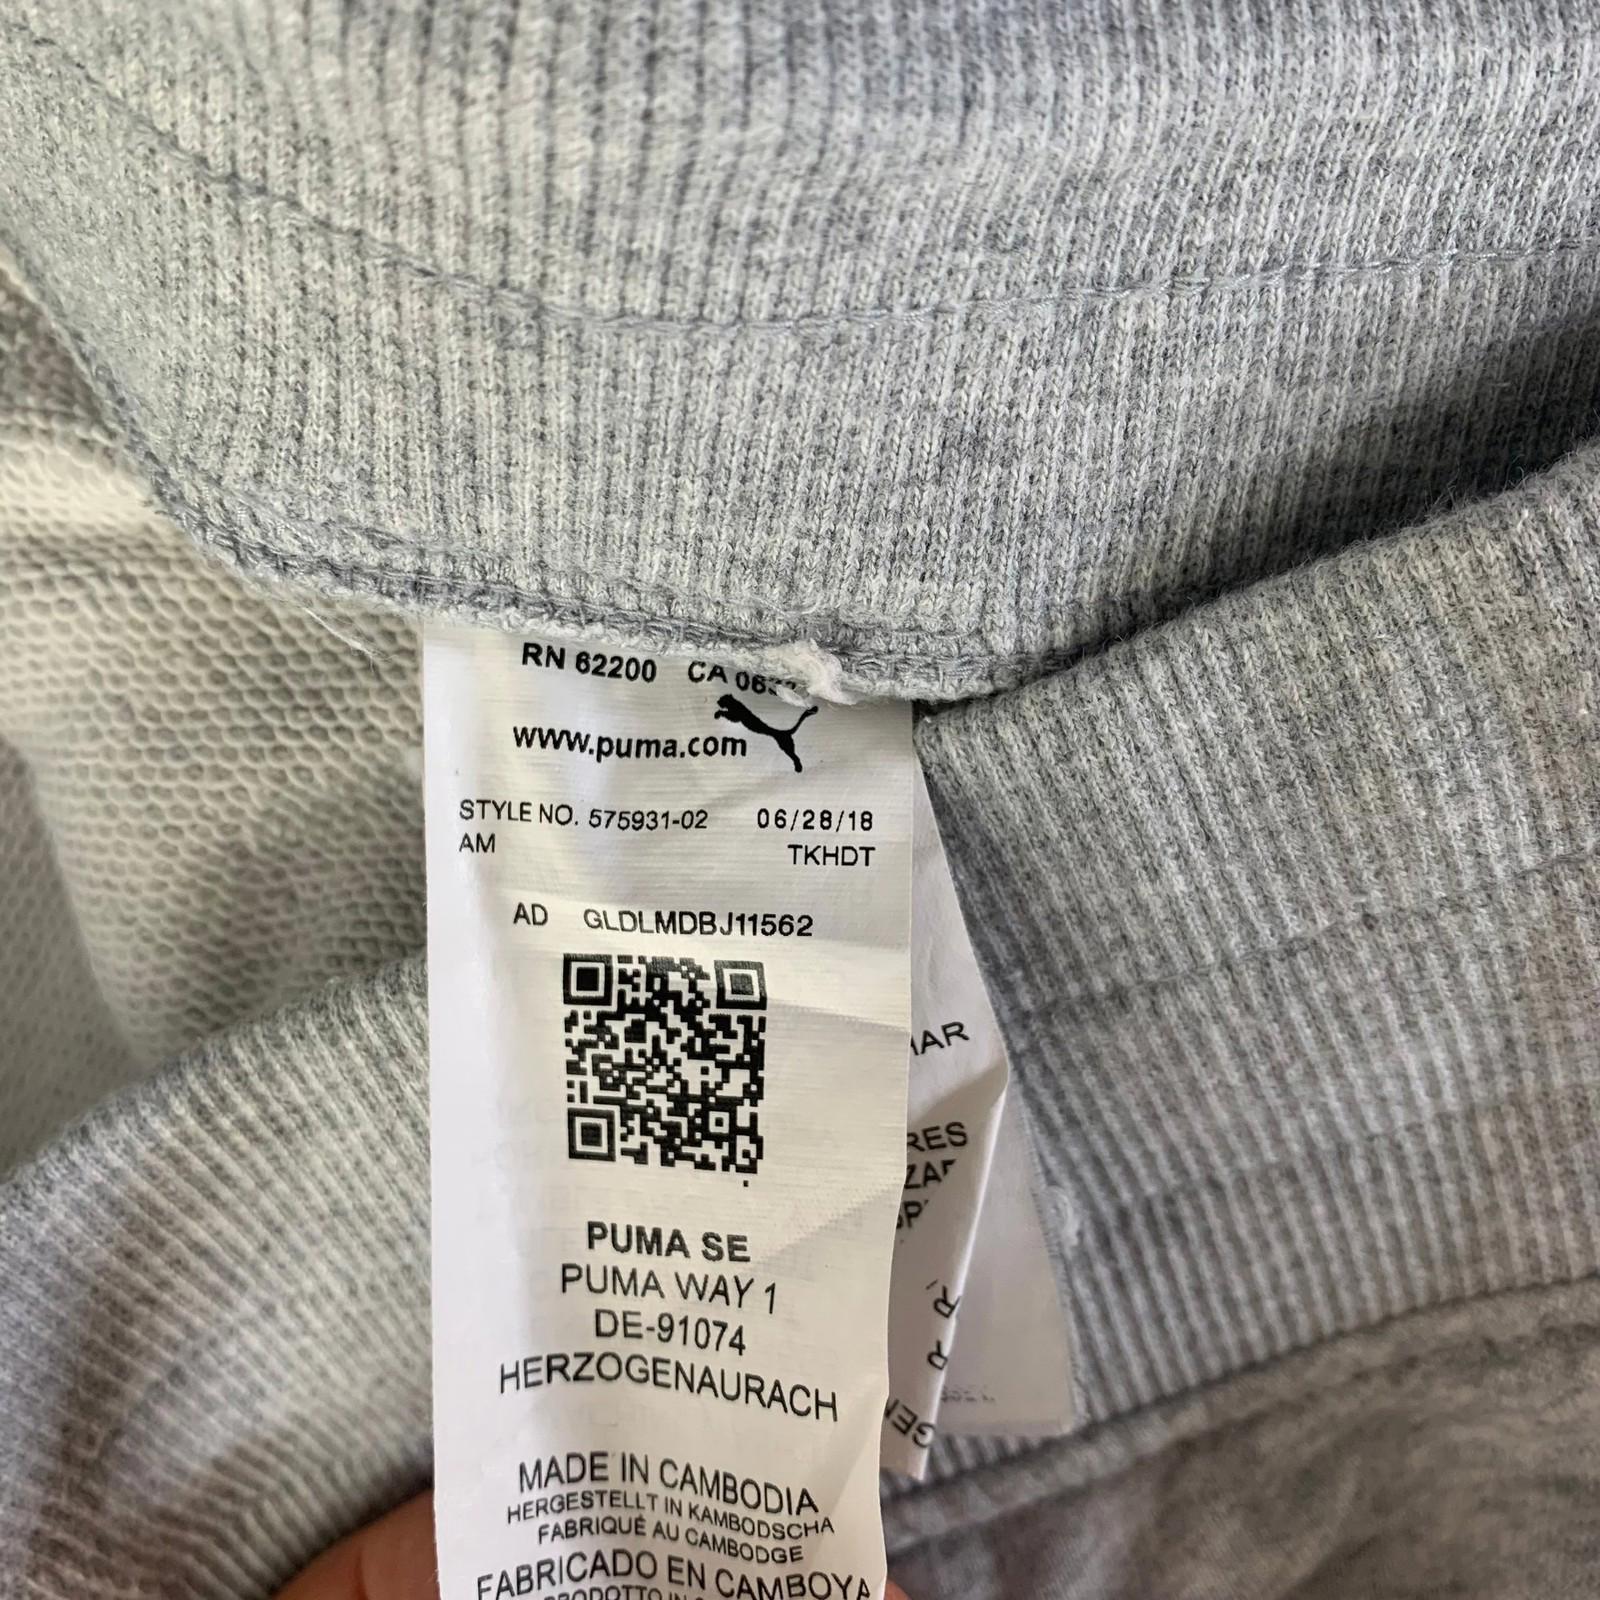 RN 62200 CA
www.puma.com
STYLE NO. 575931-02 06/28/18
AM TKHDT
AD GLDLMDBJ11562
PUMA SE
PUMA WAY 1
DE-91074
HERZOGENAURACH
MADE IN CAMBODIA
HERGESTELLT IN KAMBODSCHA
FABRIQUÉ AU CAMBODGE
FABRICADO EN CAMBOYA